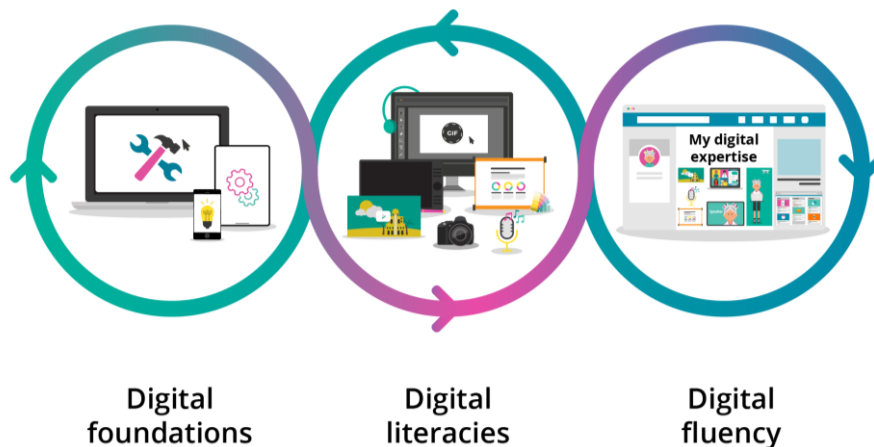 GIF
My digital
expertise
Digital
foundations
Digital
literacies
Digital
fluency